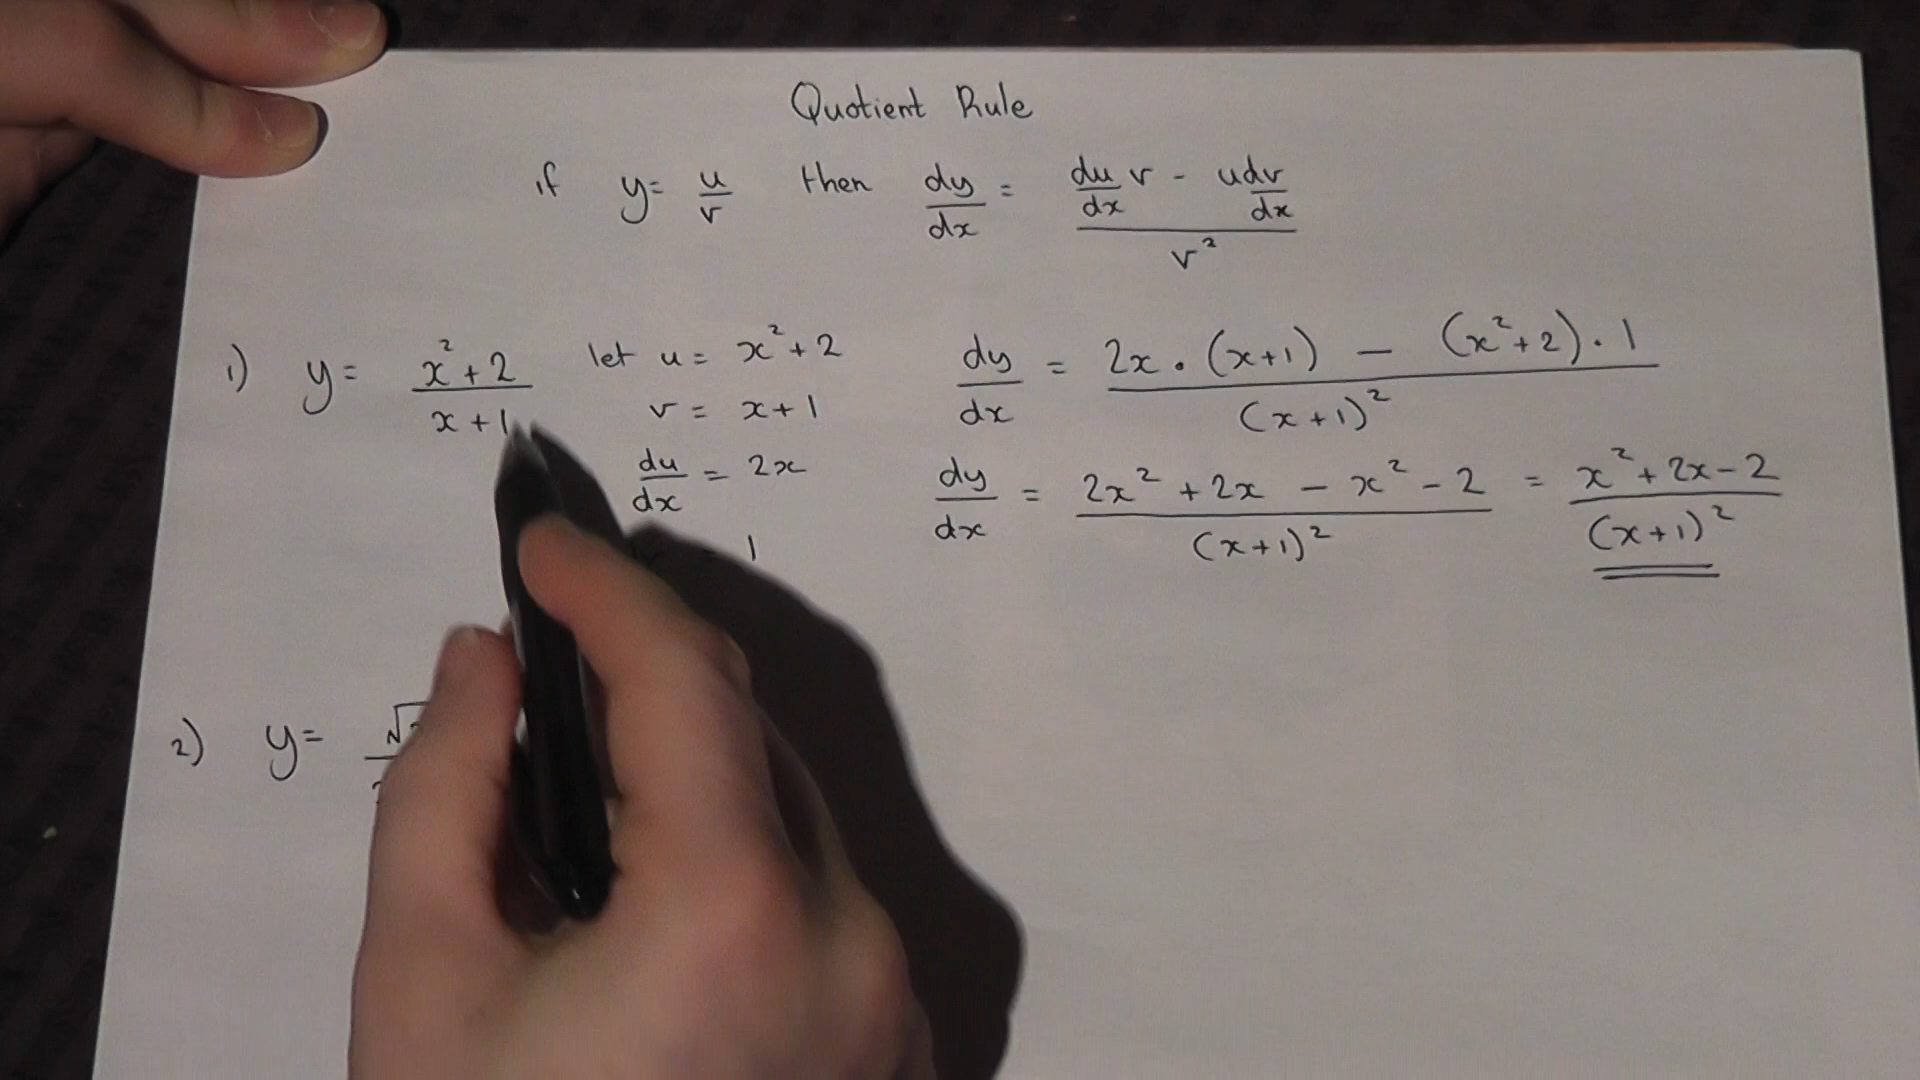 Quotient Rule
if y= u/v then dy/dx = (du/dx v - u dv/dx)/v²
1) y= (x²+2)/(x+1) let u= x²+2 dy/dx = (2x . (x+1) - (x²+2) . 1)/(x+1)²
v= x+1
du/dx = 2x dy/dx = (2x²+2x - x²-2)/(x+1)² = (x²+2x-2)/(x+1)²
1
2) y= √